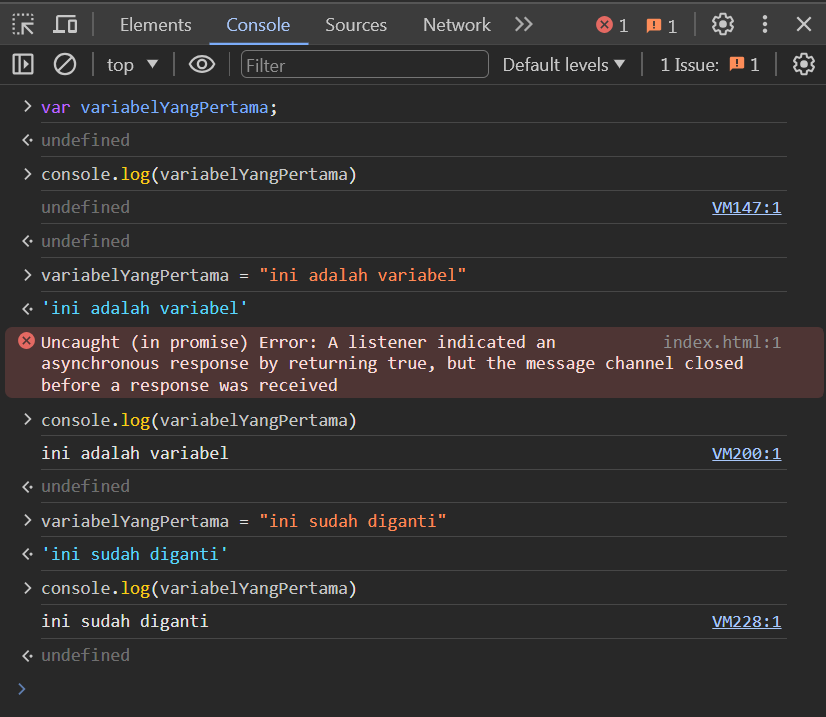 Elements Console Sources Network 1 1
top Filter Default levels 1 Issue: 1
var variabelYangPertama;
undefined
console.log(variabelYangPertama)
undefined VM147:1
undefined
variabelYangPertama = "ini adalah variabel"
'ini adalah variabel'
Uncaught (in promise) Error: A listener indicated an index.html:1
asynchronous response by returning true, but the message channel closed
before a response was received
console.log(variabelYangPertama)
ini adalah variabel VM200:1
undefined
variabelYangPertama = "ini sudah diganti"
'ini sudah diganti'
console.log(variabelYangPertama)
ini sudah diganti VM228:1
undefined